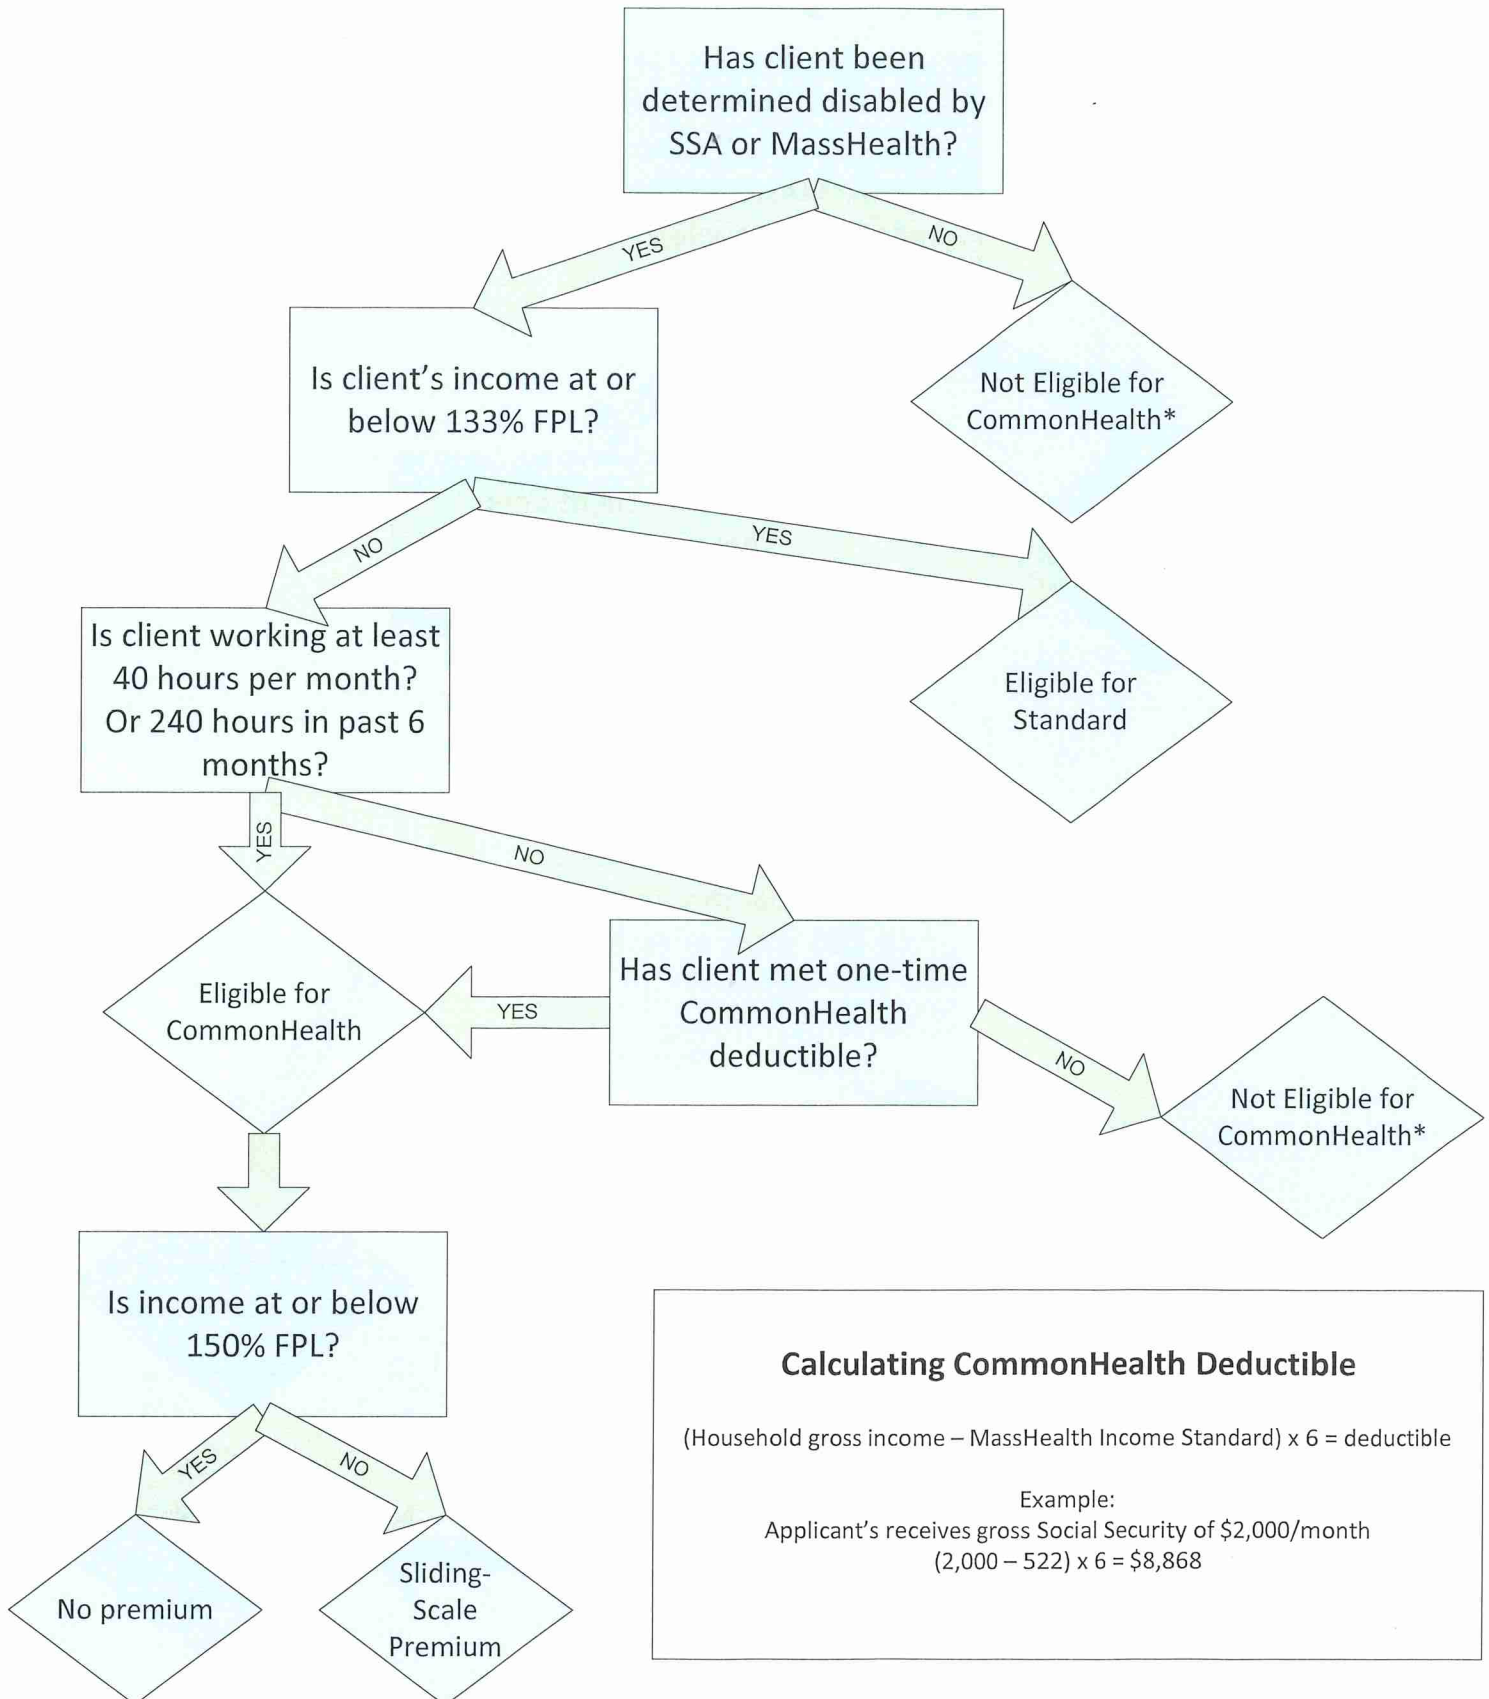 Has client been
determined disabled by
SSA or MassHealth?
YES
NO
Is client's income at or
below 133% FPL?
Not Eligible for
CommonHealth*
NO
YES
Is client working at least
40 hours per month?
Or 240 hours in past 6
months?
Eligible for
Standard
YES
NO
Eligible for
CommonHealth
YES
Has client met one-time
CommonHealth
deductible?
NO
Not Eligible for
CommonHealth*
Is income at or below
150% FPL?
YES
NO
No premium
Sliding-
Scale
Premium
Calculating CommonHealth Deductible
(Household gross income – MassHealth Income Standard) x 6 = deductible
Example:
Applicant's receives gross Social Security of $2,000/month
(2,000 – 522) x 6 = $8,868